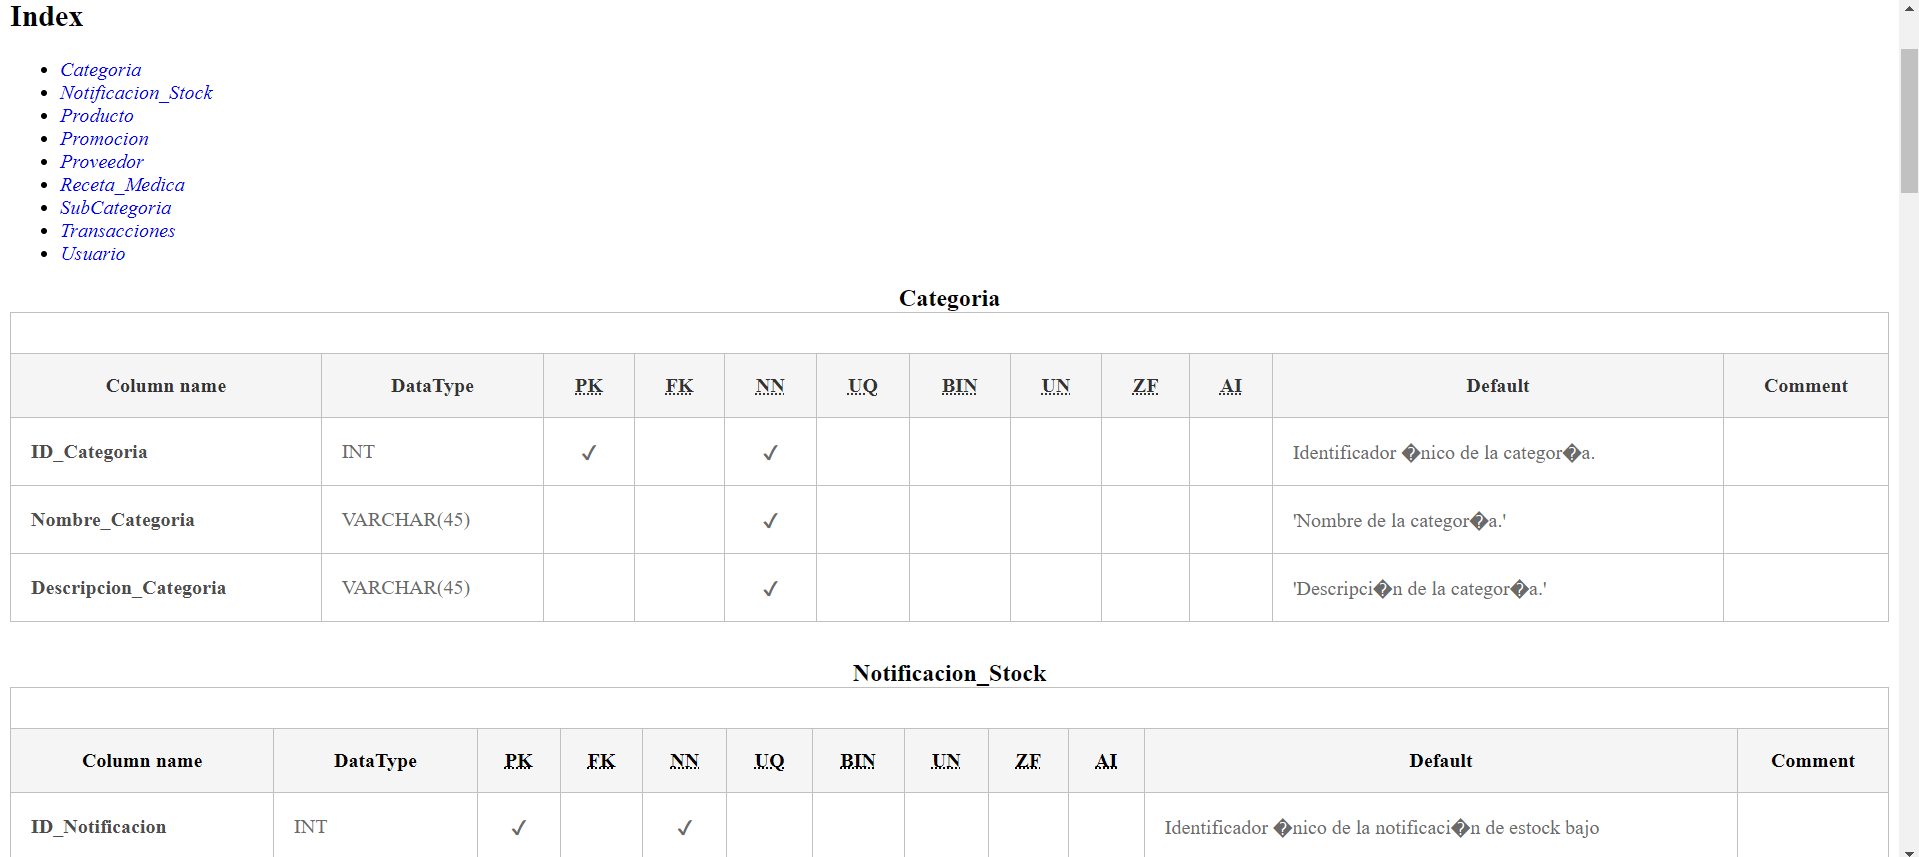 Index
Categoria
Notificacion_Stock
Producto
Promocion
Proveedor
Receta_Medica
SubCategoria
Transacciones
Usuario
Categoria
Column name DataType PK FK NN UQ BIN UN ZF AI Default Comment
ID_Categoria INT ✓ ✓ Identificador �nico de la categor�a.
Nombre_Categoria VARCHAR(45) ✓ 'Nombre de la categor�a.'
Descripcion_Categoria VARCHAR(45) ✓ 'Descripci�n de la categor�a.'
Notificacion_Stock
Column name DataType PK FK NN UQ BIN UN ZF AI Default Comment
ID_Notificacion INT ✓ ✓ Identificador �nico de la notificaci�n de estock bajo